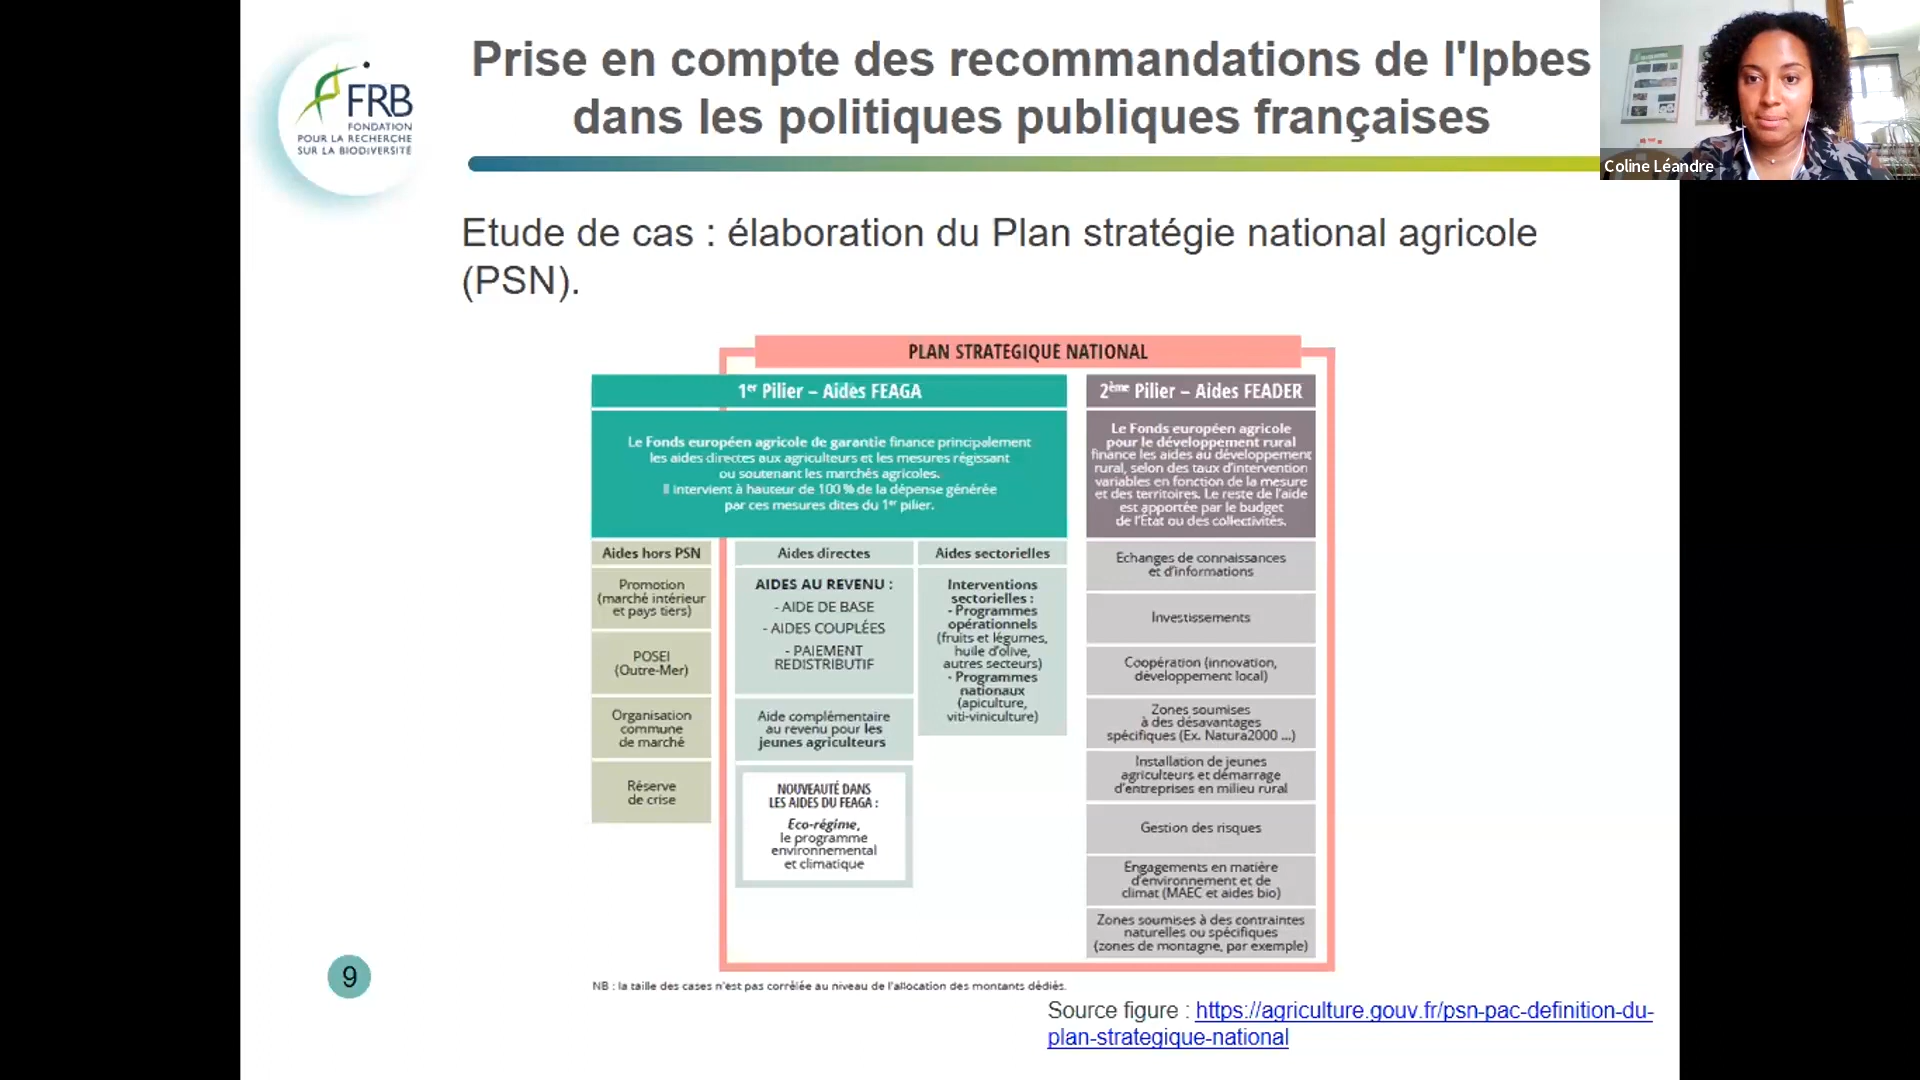 Prise en compte des recommandations de l'Ipbes
dans les politiques publiques françaises
FRB
FONDATION
POUR LA RECHERCHE
SUR LA BIODIVERSITÉ
Coline Léandre
Etude de cas : élaboration du Plan stratégie national agricole
(PSN).
PLAN STRATEGIQUE NATIONAL
1er Pilier – Aides FEAGA
Le Fonds européen agricole de garantie finance principalement
les aides directes aux agriculteurs et les mesures régissant
ou soutenant les marchés agricoles.
Il intervient à hauteur de 100 % de la dépense générée
par ces mesures dites du 1er pilier.
Aides hors PSN
Promotion
(marché intérieur
et pays tiers)
POSEI
(Outre-Mer)
Organisation
commune
de marché
Réserve
de crise
Aides directes
AIDES AU REVENU :
- AIDE DE BASE
- AIDES COUPLÉES
- PAIEMENT
REDISTRIBUTIF
Aide complémentaire
au revenu pour les
jeunes agriculteurs
NOUVEAUTÉ DANS
LES AIDES DU FEAGA :
Eco-régime,
le programme
environnemental
et climatique
Aides sectorielles
Interventions
sectorielles :
- Programmes
opérationnels
(fruits et légumes,
huile d'olive,
autres secteurs)
- Programmes
nationaux
(apiculture,
viti-viniculture)
2ème Pilier – Aides FEADER
Le Fonds européen agricole
pour le développement rural
finance les aides au développement
rural, selon des taux d'intervention
variables en fonction de la mesure
et des territoires. Le reste de l'aide
est apportée par le budget
de l'État ou des collectivités.
Echanges de connaissances
et d'informations
Investissements
Coopération (innovation,
développement local)
Zones soumises
à des désavantages
spécifiques (Ex. Natura2000 ...)
Installation de jeunes
agriculteurs et démarrage
d'entreprises en milieu rural
Gestion des risques
Engagements en matière
d'environnement et de
climat (MAEC et aides bio)
Zones soumises à des contraintes
naturelles ou spécifiques
(zones de montagne, par exemple)
9
NB : la taille des cases n'est pas corrélée au niveau de l'allocation des montants dédiés.
Source figure : https://agriculture.gouv.fr/psn-pac-definition-du-
plan-strategique-national